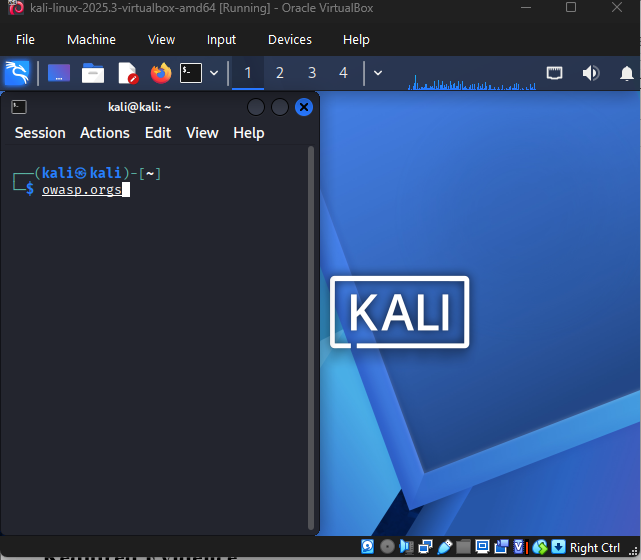 kali-linux-2025.3-virtualbox-amd64 [Running] - Oracle VirtualBox
File Machine View Input Devices Help
1 2 3 4
kali@kali: ~
Session Actions Edit View Help
┌──(kali㉿kali)-[~]
└─$ owasp.orgs
KALI
Right Ctrl